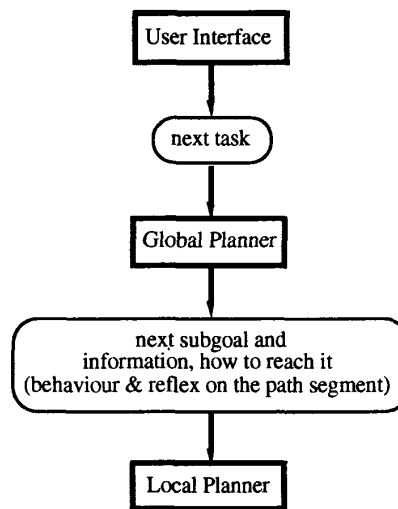 User Interface
next task
Global Planner
next subgoal and
information, how to reach it
(behaviour & reflex on the path segment)
Local Planner